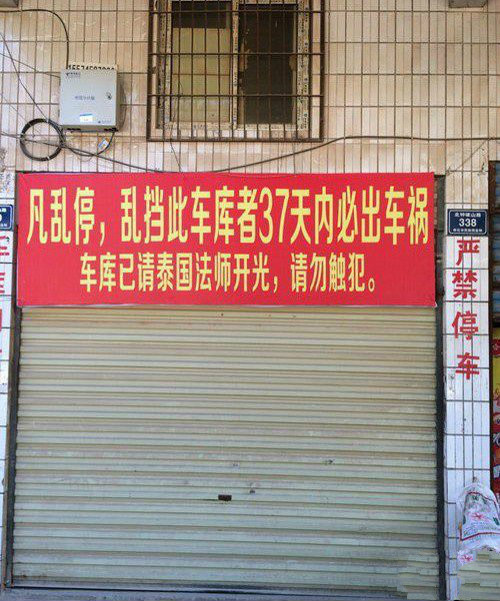 凡乱停，乱挡此车库者37天内必出车祸
车库已请泰国法师开光，请勿触犯。
338
严禁停车